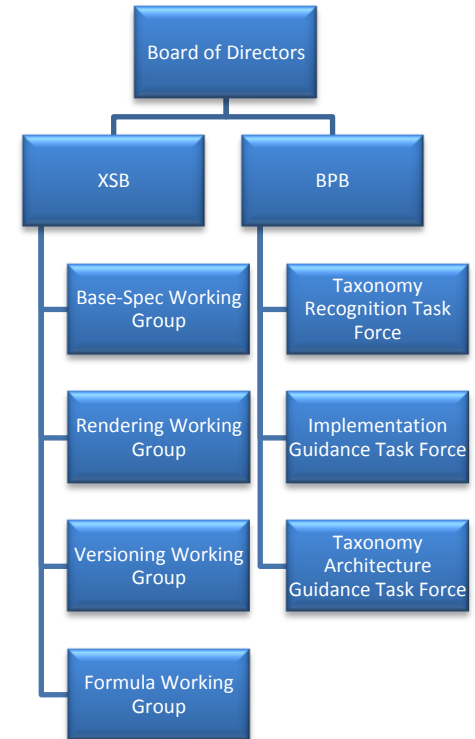 Board of Directors
XSB
BPB
Base-Spec Working
Group
Taxonomy
Recognition Task
Force
Rendering Working
Group
Implementation
Guidance Task Force
Versioning Working
Group
Taxonomy
Architecture
Guidance Task Force
Formula Working
Group